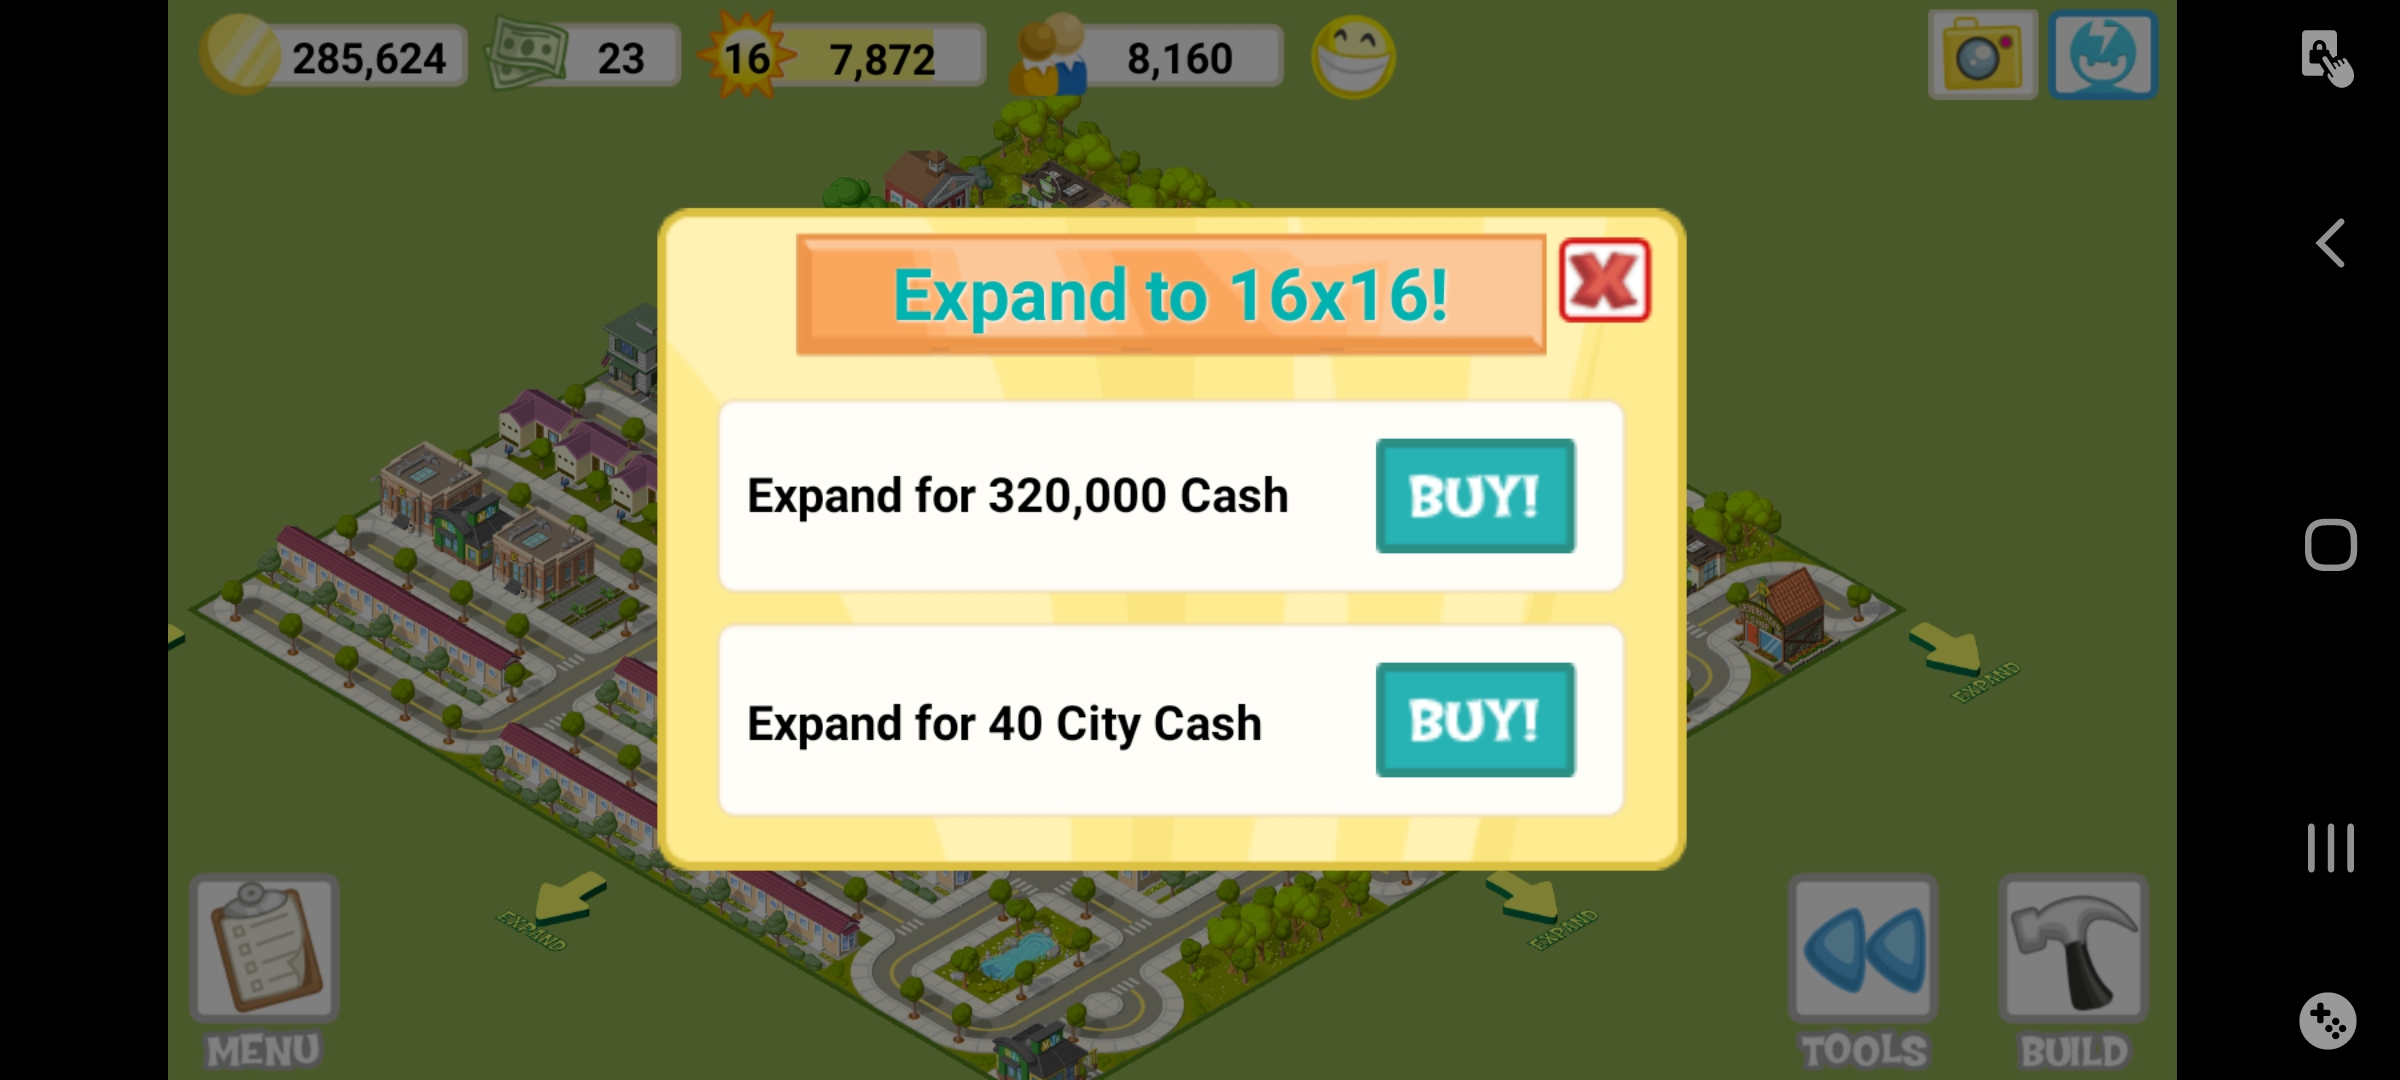 285,624
23
16
7,872
8,160
Expand to 16x16!
Expand for 320,000 Cash
BUY!
Expand for 40 City Cash
BUY!
EXPAND
EXPAND
EXPAND
MENU
TOOLS
BUILD